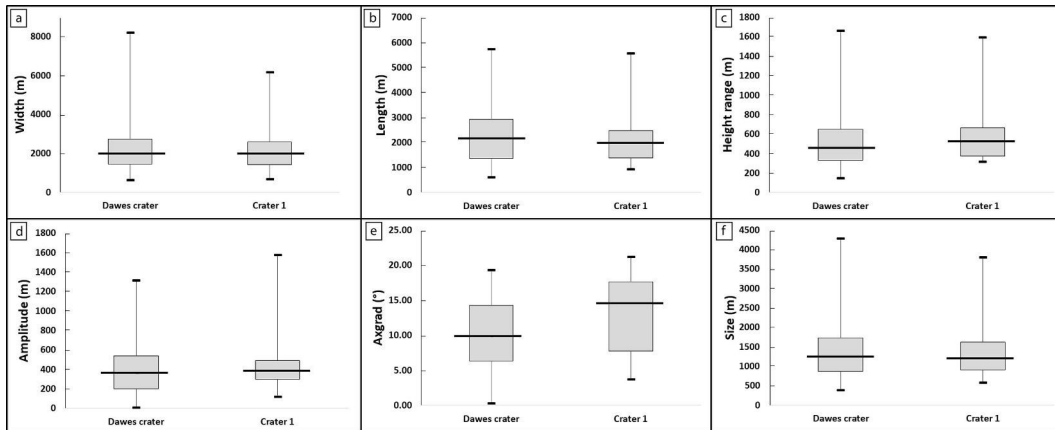 a
Width (m)
8000
6000
4000
2000
0
Dawes crater Crater 1
b
Length (m)
7000
6000
5000
4000
3000
2000
1000
0
Dawes crater Crater 1
c
Height range (m)
1800
1600
1400
1200
1000
800
600
400
200
0
Dawes crater Crater 1
d
Amplitude (m)
1800
1600
1400
1200
1000
800
600
400
200
0
Dawes crater Crater 1
e
Axgrad (°)
25.00
20.00
15.00
10.00
5.00
0.00
Dawes crater Crater 1
f
Size (m)
4500
4000
3500
3000
2500
2000
1500
1000
500
0
Dawes crater Crater 1